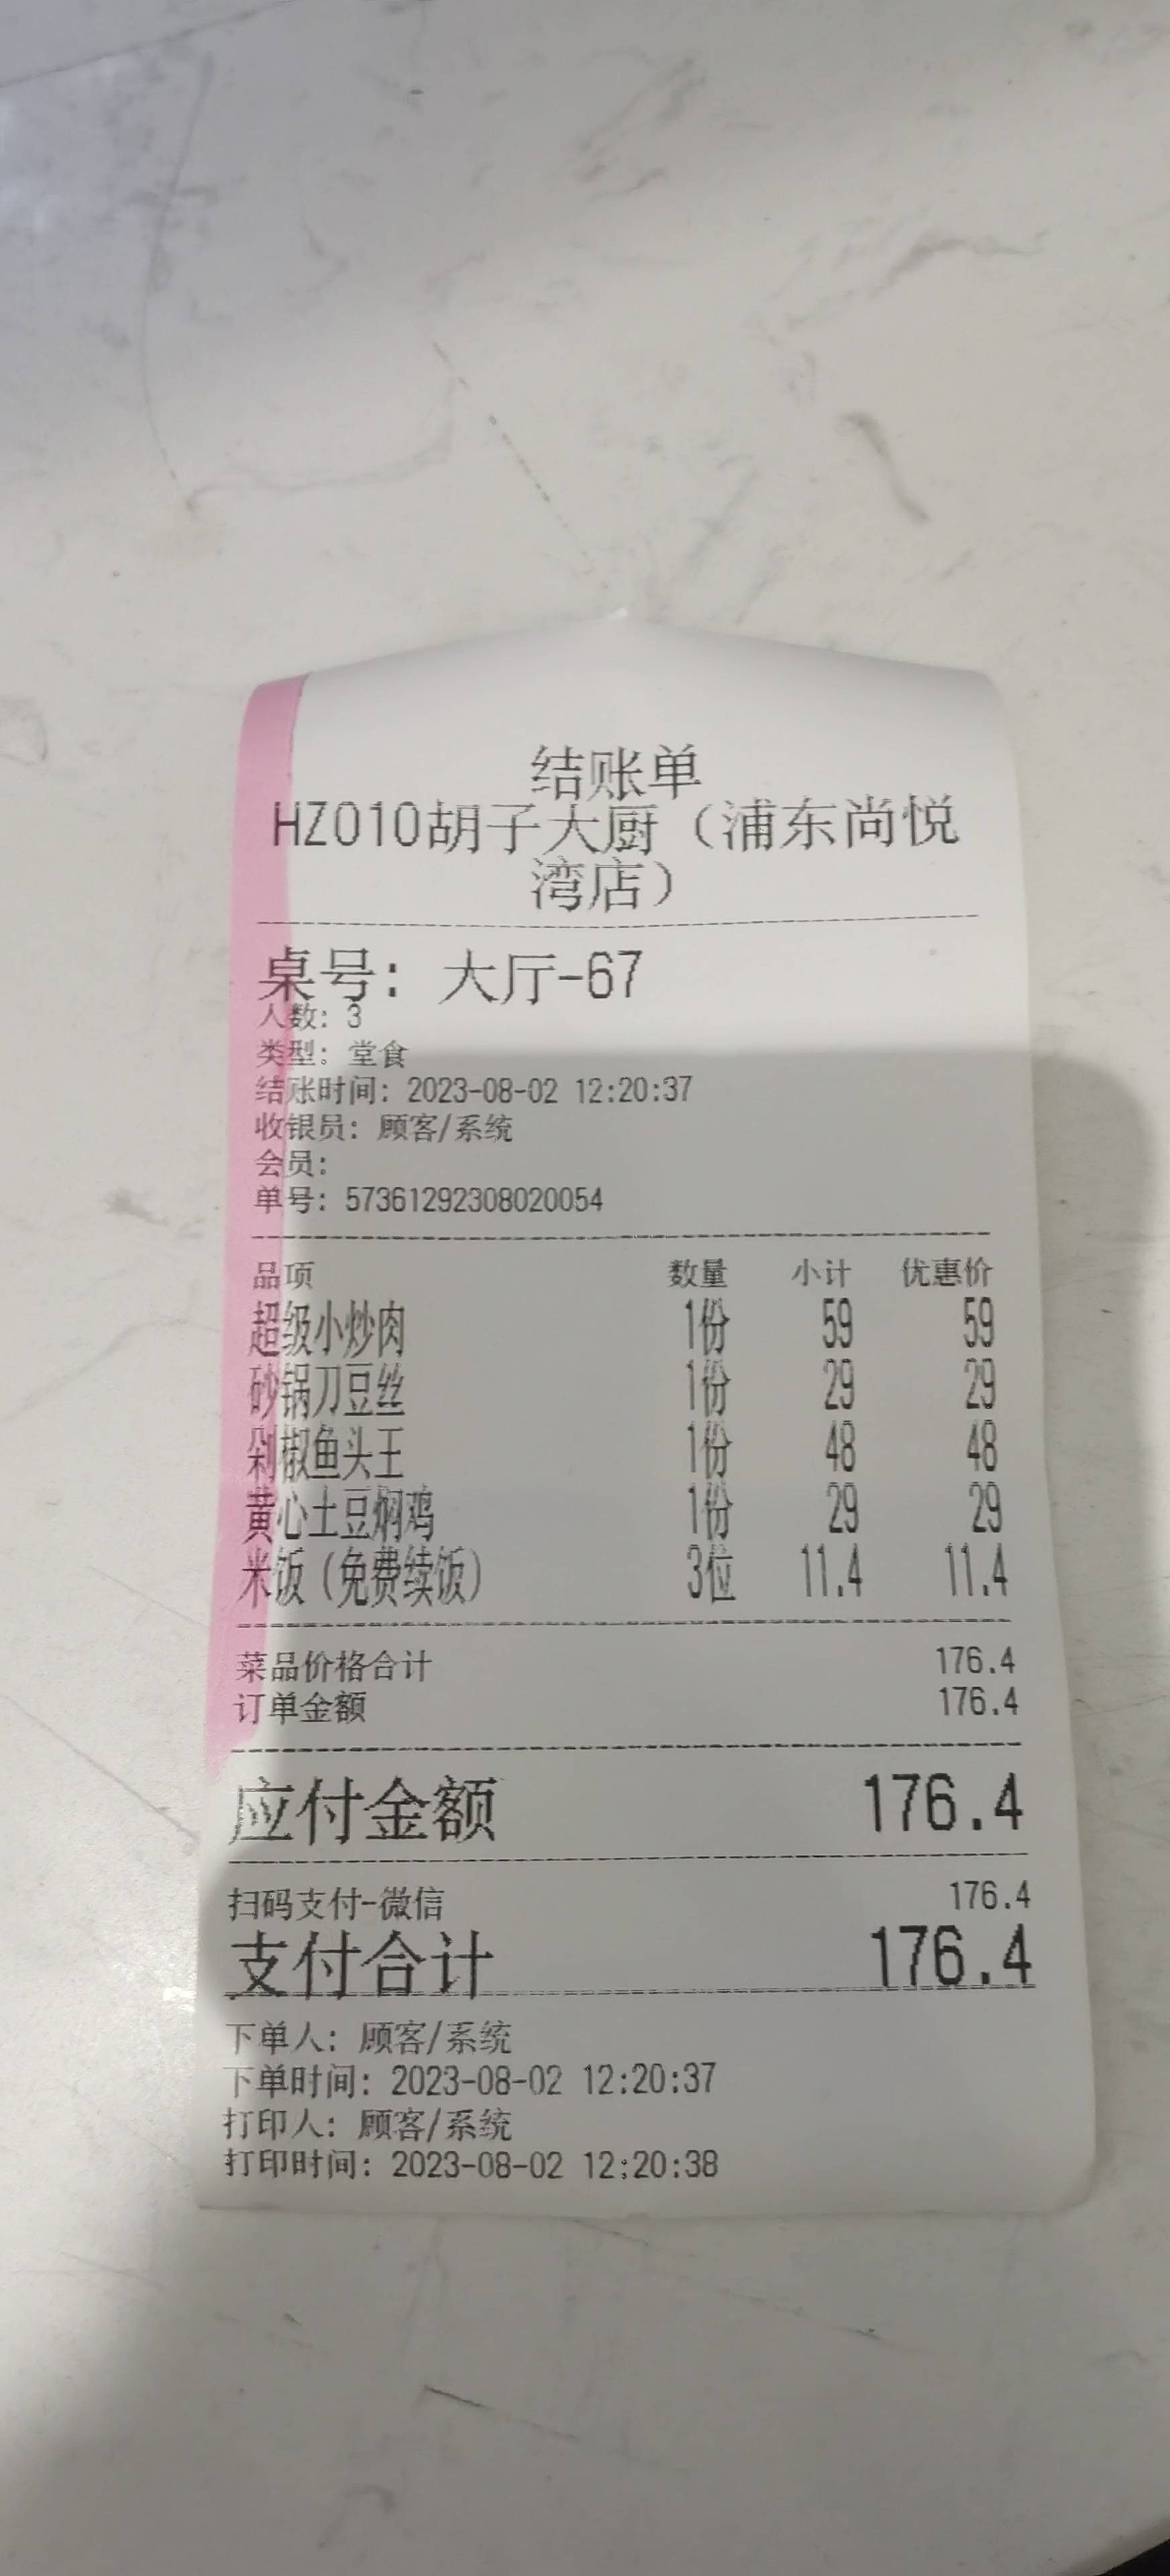 结账单
HZ010胡子大厨（浦东尚悦
湾店）
桌号：大厅-67
人数：3
类型：堂食
结账时间：2023-08-02 12:20:37
收银员：顾客/系统
会员：
单号：57361292308020054
品项 数量 小计 优惠价
超级小炒肉 1份 59 59
砂锅刀豆丝 1份 29 29
剁椒鱼头王 1份 48 48
黄心土豆焖鸡 1份 29 29
米饭（免费续饭） 3位 11.4 11.4
菜品价格合计 176.4
订单金额 176.4
应付金额 176.4
扫码支付-微信 176.4
支付合计 176.4
下单人：顾客/系统
下单时间：2023-08-02 12:20:37
打印人：顾客/系统
打印时间：2023-08-02 12:20:38